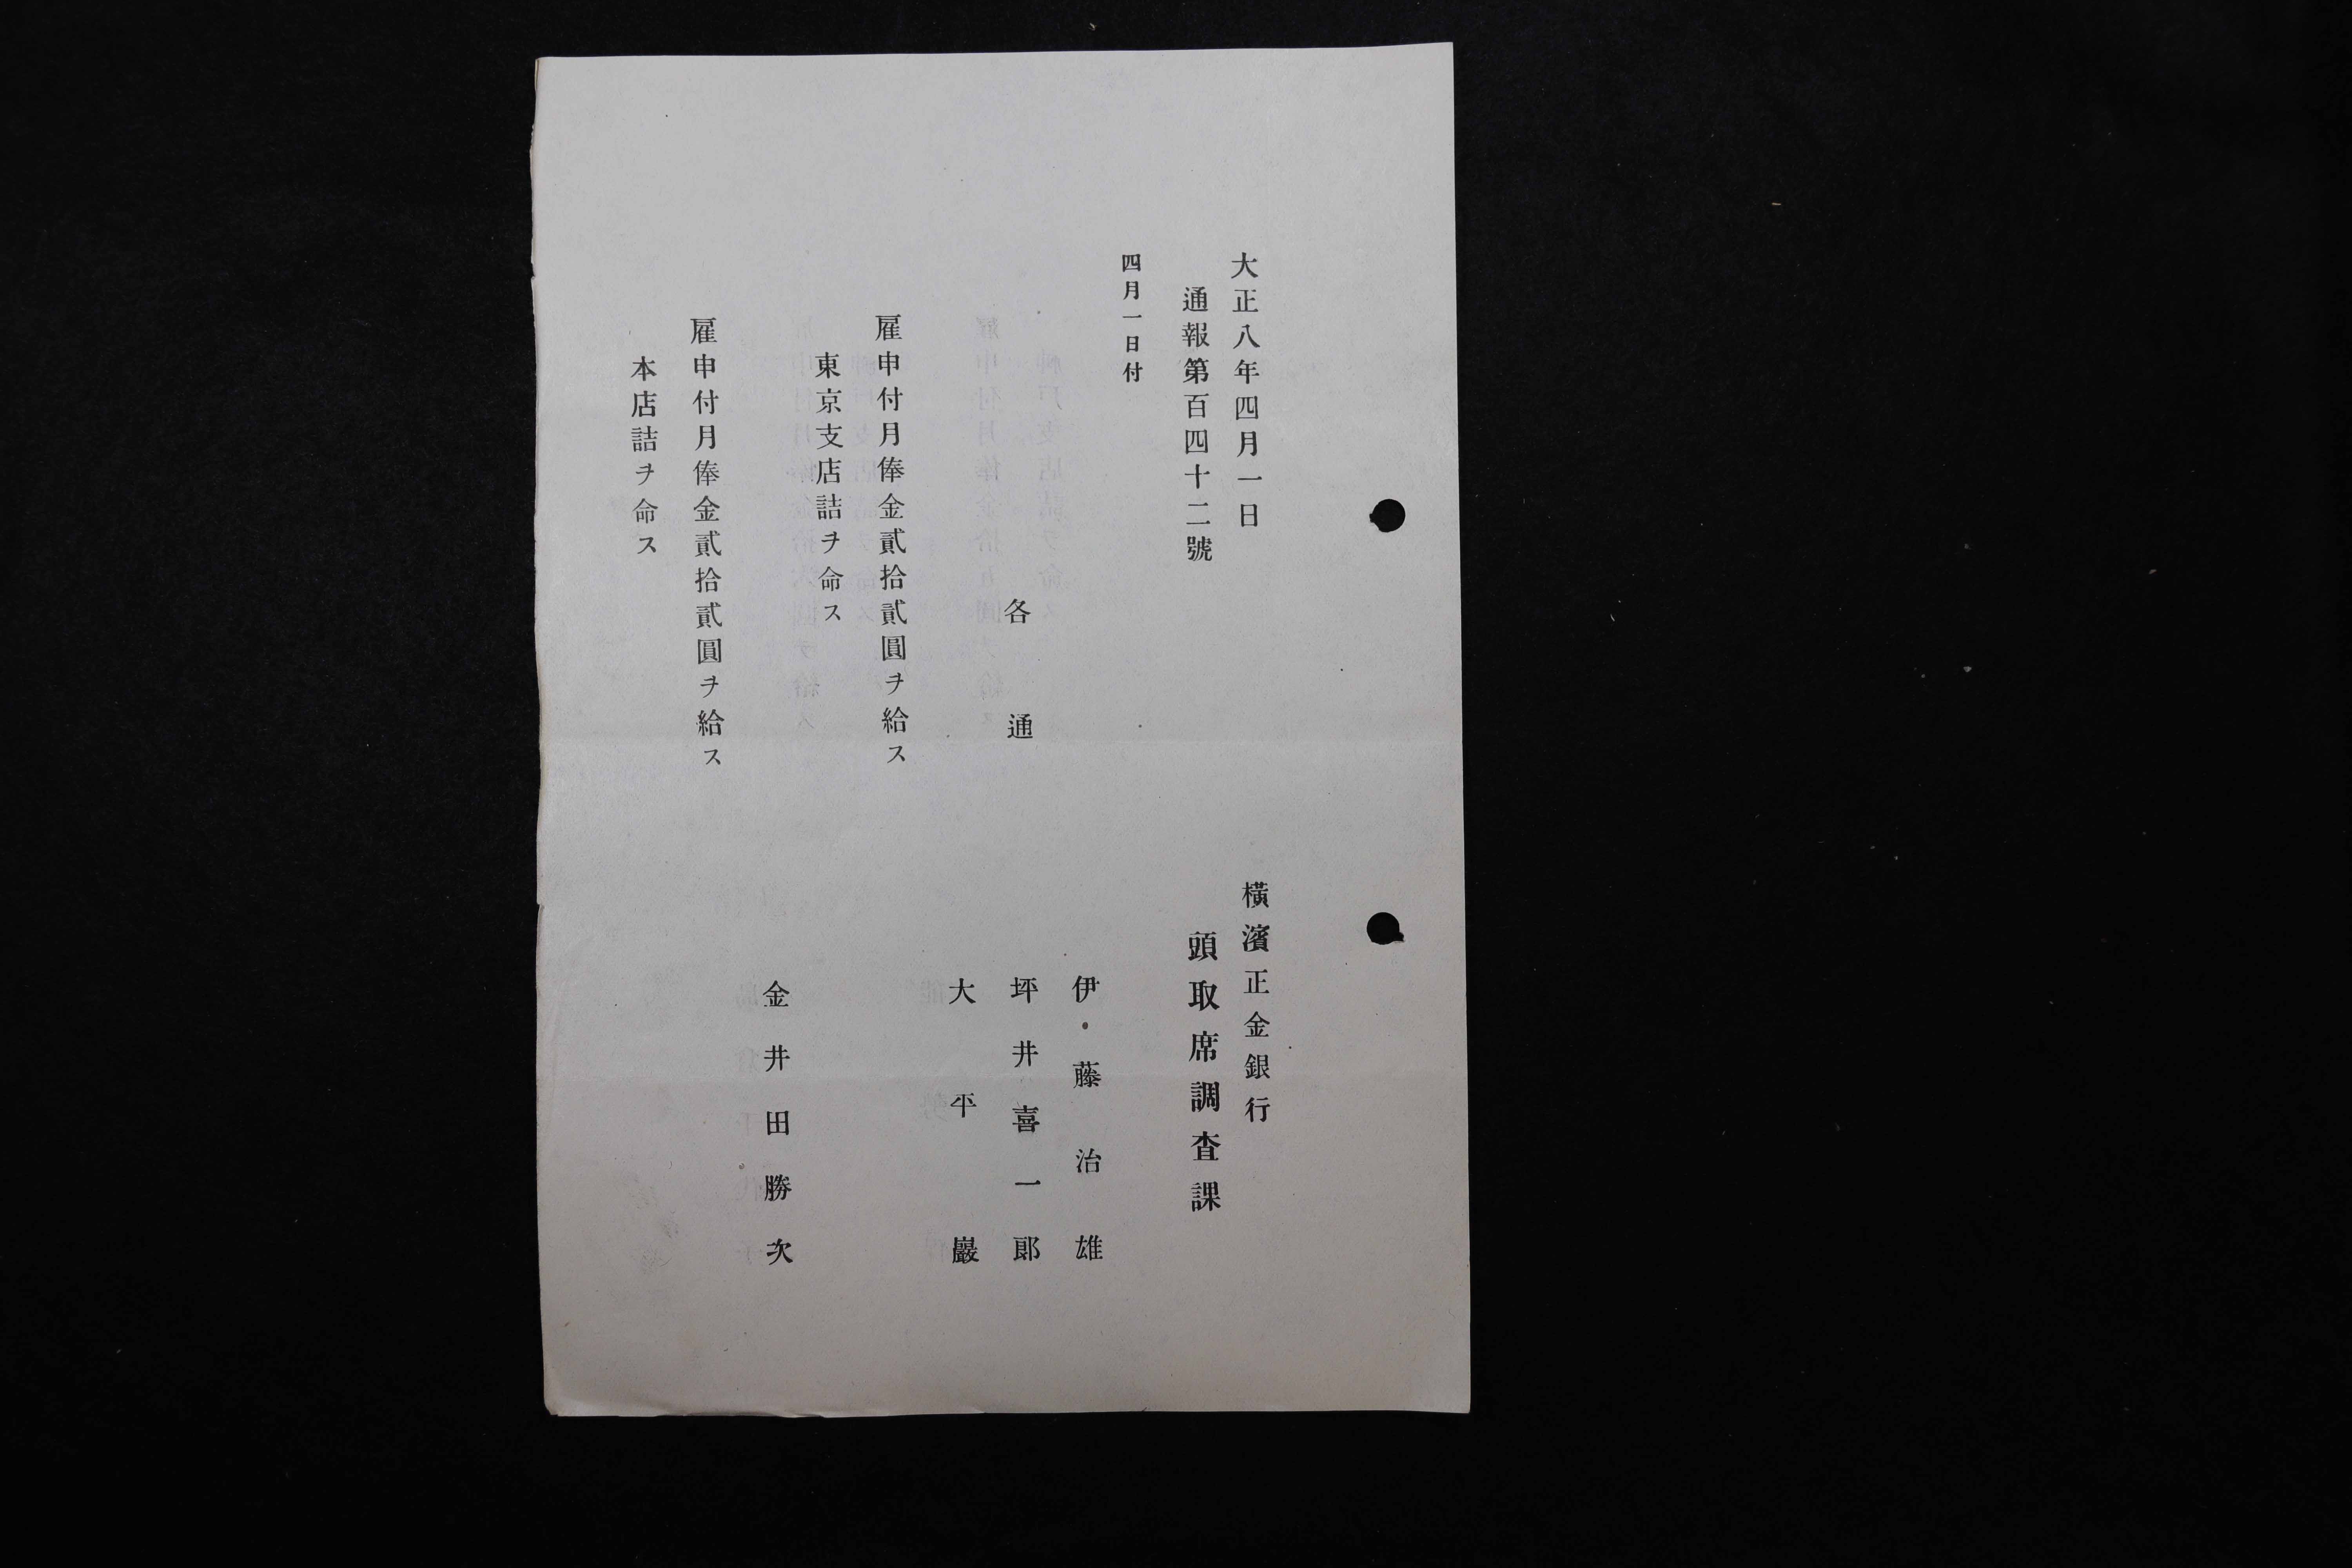 大正八年四月一日
橫濱正金銀行
通報第百四十二號
頭取席調査課
四月一日付
伊藤治雄
坪井喜一郞
各通
大平巖
雇申付月俸金貳拾貳圓ヲ給ス
東京支店詰ヲ命ス
金井田勝次
雇申付月俸金貳拾貳圓ヲ給ス
本店詰ヲ命ス